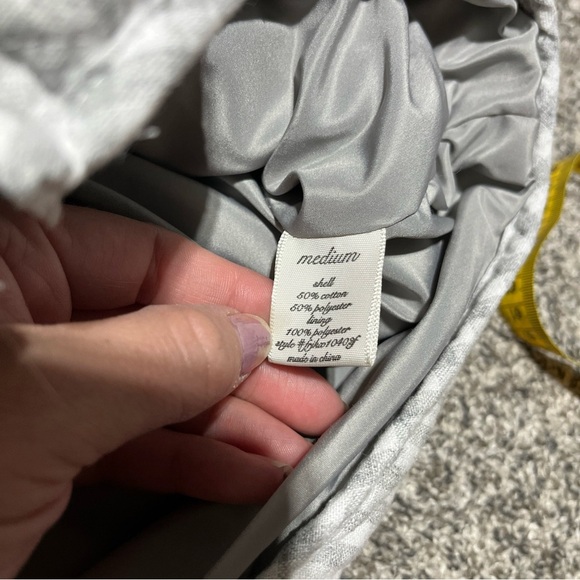 medium
shell
50% cotton
50% polyester
lining
100% polyester
style #
made in china